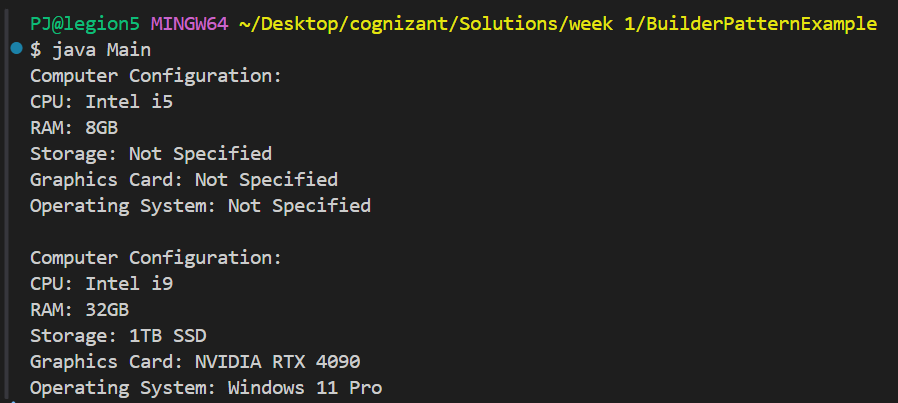 PJ@legion5 MINGW64 ~/Desktop/cognizant/Solutions/week 1/BuilderPatternExample
$ java Main
Computer Configuration:
CPU: Intel i5
RAM: 8GB
Storage: Not Specified
Graphics Card: Not Specified
Operating System: Not Specified

Computer Configuration:
CPU: Intel i9
RAM: 32GB
Storage: 1TB SSD
Graphics Card: NVIDIA RTX 4090
Operating System: Windows 11 Pro